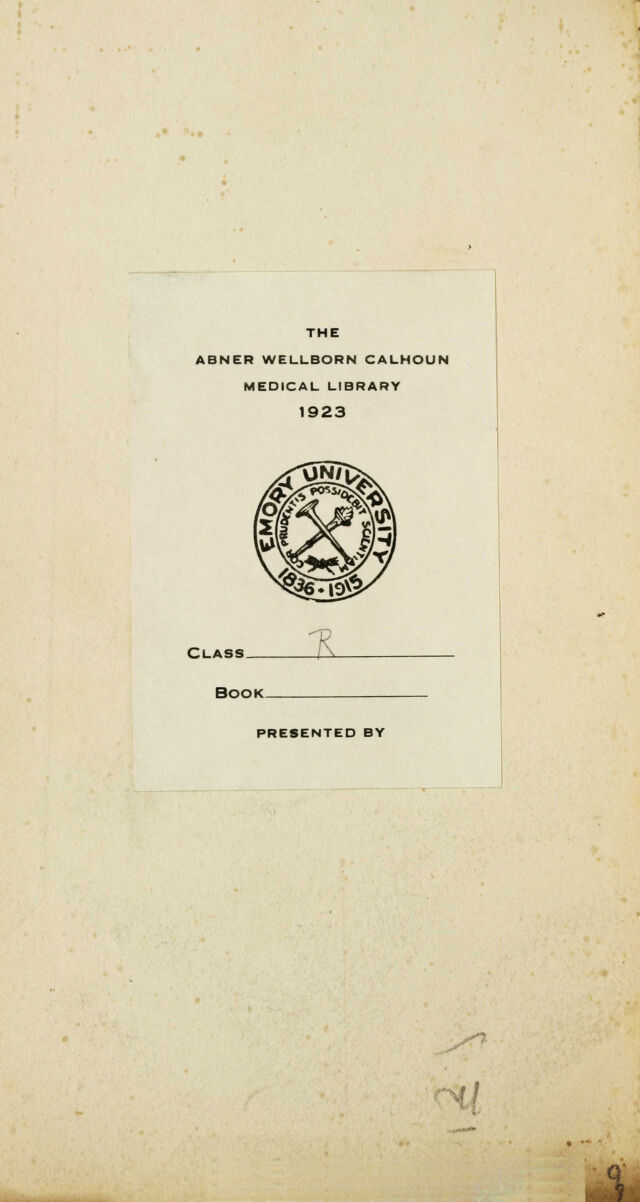 THE
ABNER WELLBORN CALHOUN
MEDICAL LIBRARY
1923
EMORY UNIVERSITY
COR PRUDENTIS POSSIDEBIT SCIENTIAM
1836 • 1915
CLASS R
BOOK
PRESENTED BY